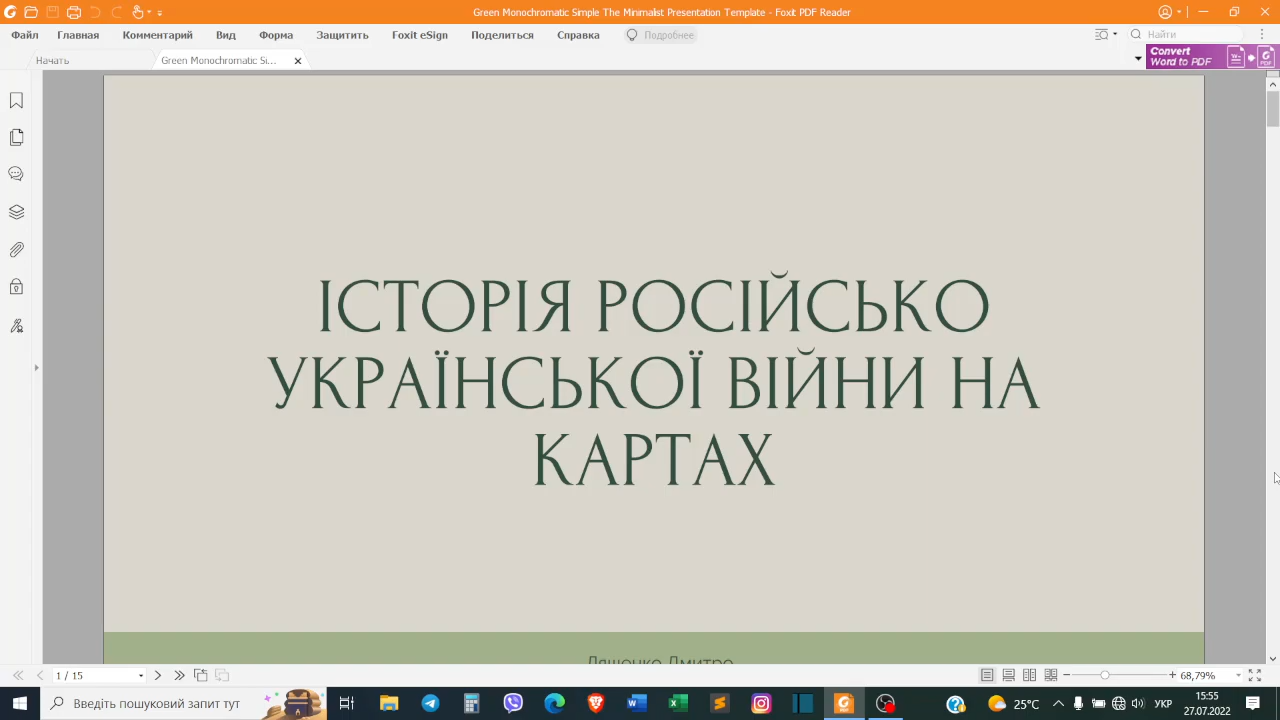 Green Monochromatic Simple The Minimalist Presentation Template - Foxit PDF Reader
Файл Главная Комментарий Вид Форма Защитить Foxit eSign Поделиться Справка Подробнее Найти
Начать Green Monochromatic Si... Convert Word to PDF
ІСТОРІЯ РОСІЙСЬКО
УКРАЇНСЬКОЇ ВІЙНИ НА
КАРТАХ
Ляшенко Дмитро
1 / 15 68,79%
Введіть пошуковий запит тут 25°C УКР 15:55
27.07.2022